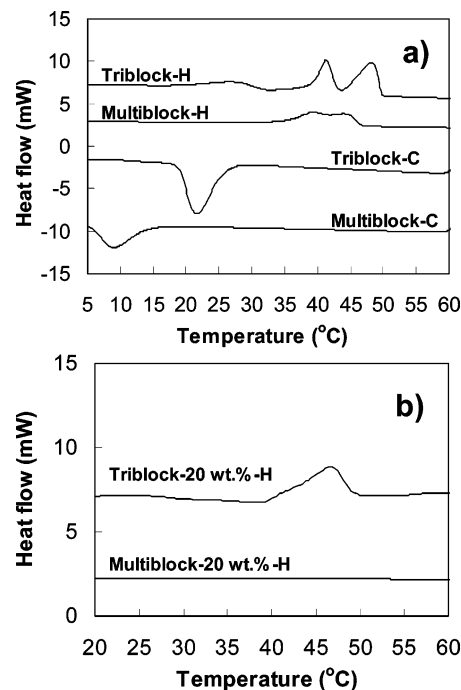 a)
15
10
5
0
-5
-10
-15
Heat flow (mW)
Triblock-H
Multiblock-H
Triblock-C
Multiblock-C
5 10 15 20 25 30 35 40 45 50 55 60
Temperature (°C)
b)
15
10
5
0
Heat flow (mW)
Triblock-20 wt.%-H
Multiblock-20 wt.%-H
20 25 30 35 40 45 50 55 60
Temperature (°C)